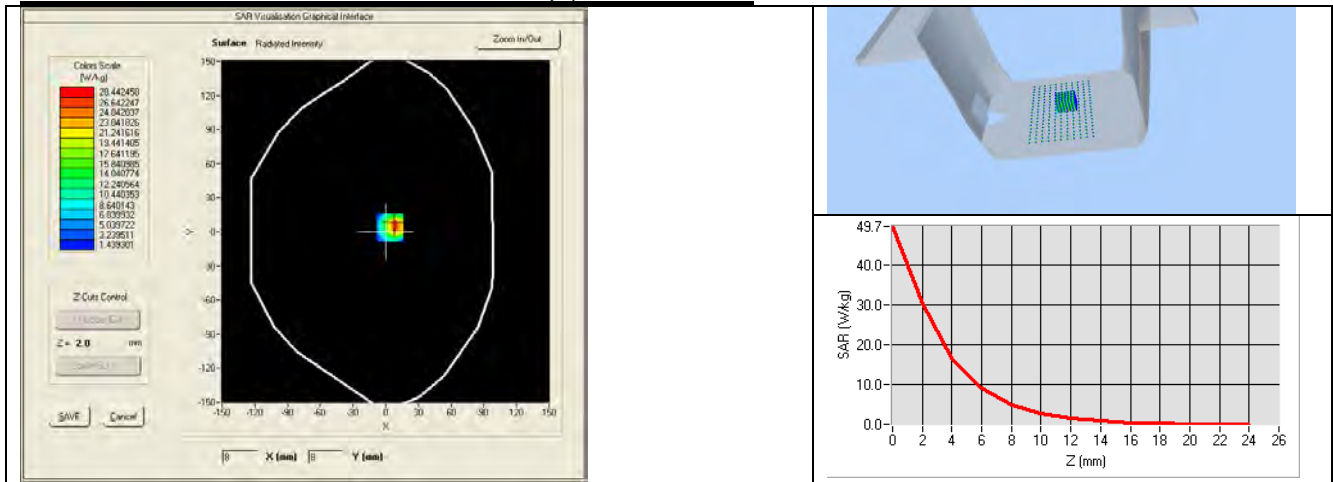 SAR Visualisation Graphical Interface
Surface Radiated Intensity
Zoom In/Out
Colors Scale
(W/kg)
28.442450
26.642247
24.842037
23.041826
21.241616
19.441405
17.641195
15.840985
14.040774
12.240564
10.440353
8.640143
6.839932
5.039722
3.239511
1.439301
150
120
90
60
30
0
-30
-60
-90
-120
-150
Y
-150 -120 -90 -60 -30 0 30 60 90 120 150
X
Z Cuts Control
Z = 2.0 mm
SAVE Cancel
8 X (mm) 8 Y (mm)
49.7
40.0
30.0
20.0
10.0
0.0
SAR (W/kg)
0 2 4 6 8 10 12 14 16 18 20 22 24 26
Z (mm)